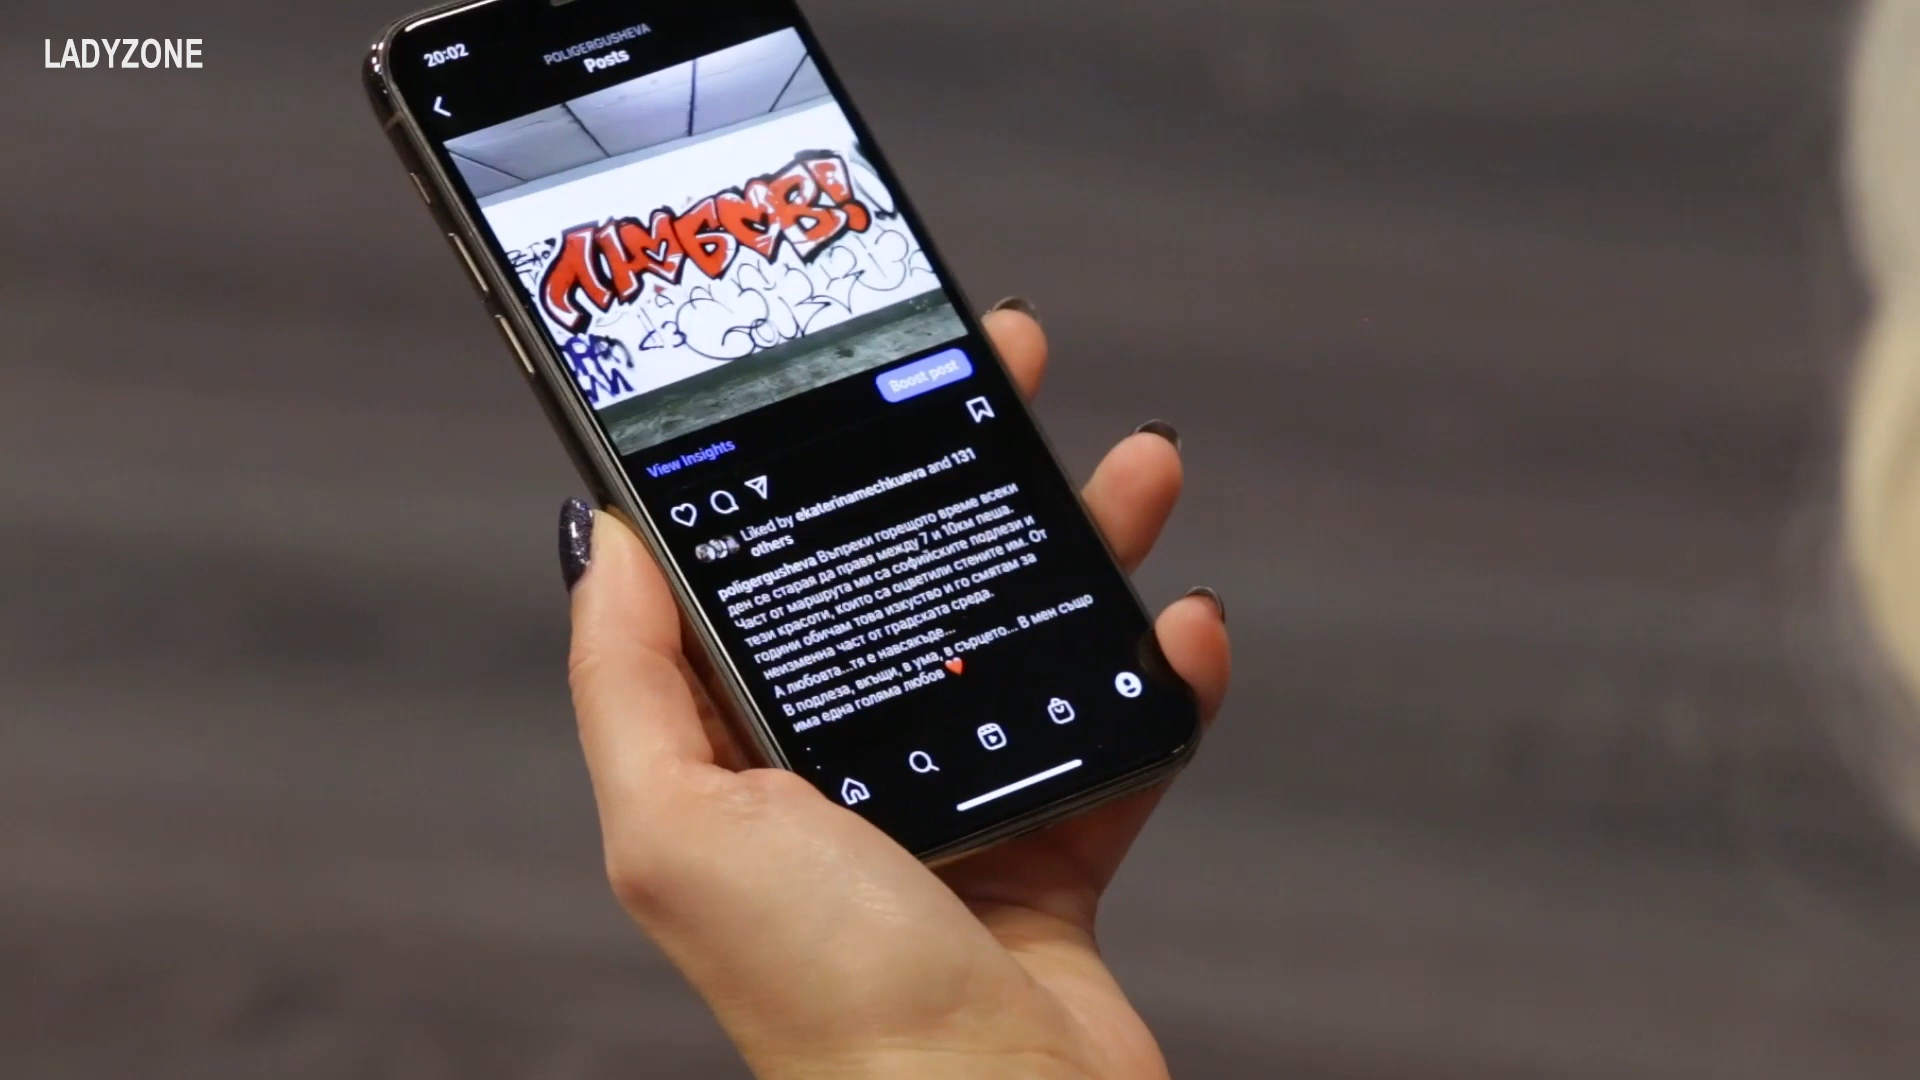 LADYZONE
20:02
POLIGERGUSHEVA
Posts
ЛЮБОВ!
<3
Boost post
View Insights
Liked by ekaterinamechkueva and 131
others
poligergusheva Въпреки горещото време всеки
ден се старая да правя между 7 и 10км пеша.
Част от маршрута ми са софийските подлези и
тези красоти, които са оцветили стените им. От
години обичам това изкуство и го смятам за
неизменна част от градската среда.
А любовта...тя е навсякъде...
В подлеза, вкъщи, в ума, в сърцето... В мен също
има една голяма любов ❤️